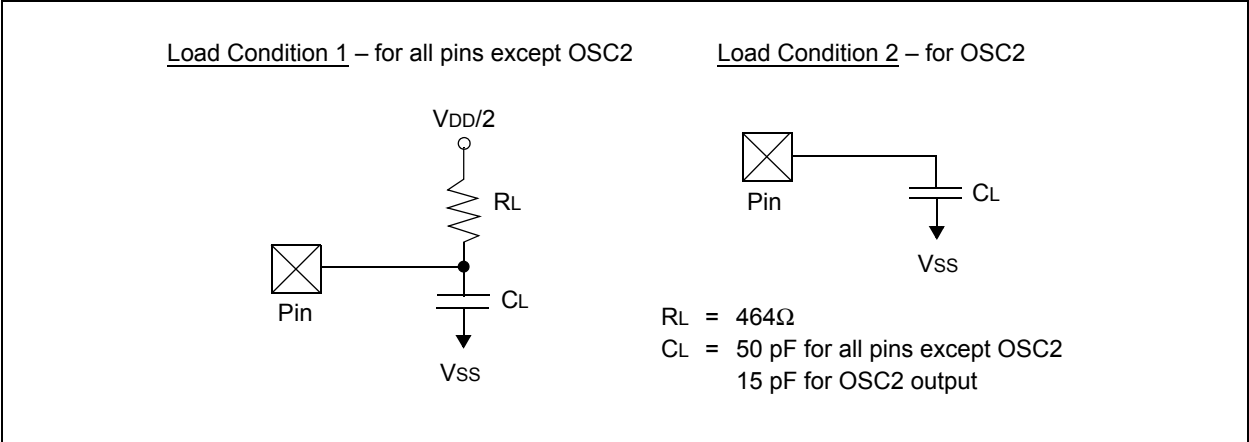 Load Condition 1 – for all pins except OSC2
VDD/2
RL
Pin
CL
VSS
Load Condition 2 – for OSC2
Pin
CL
VSS
RL = 464Ω
CL = 50 pF for all pins except OSC2
15 pF for OSC2 output